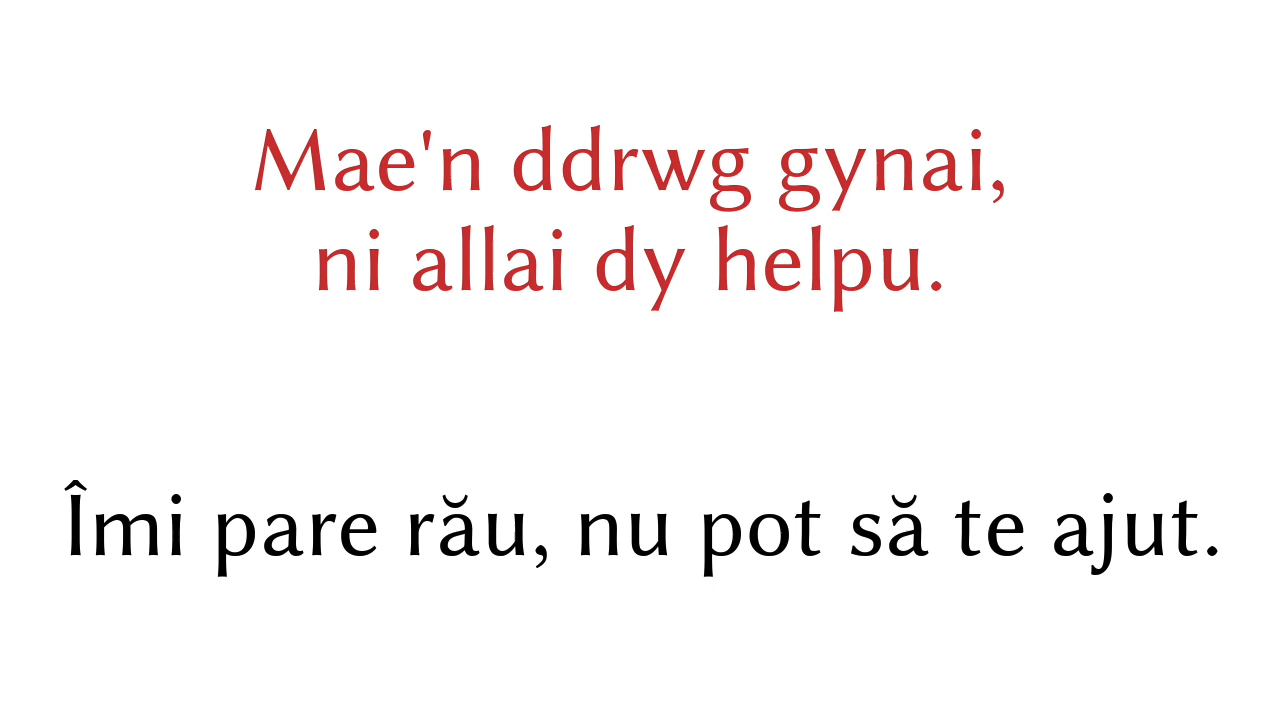 Mae'n ddrwg gynai,
ni allai dy helpu.
Îmi pare rău, nu pot să te ajut.